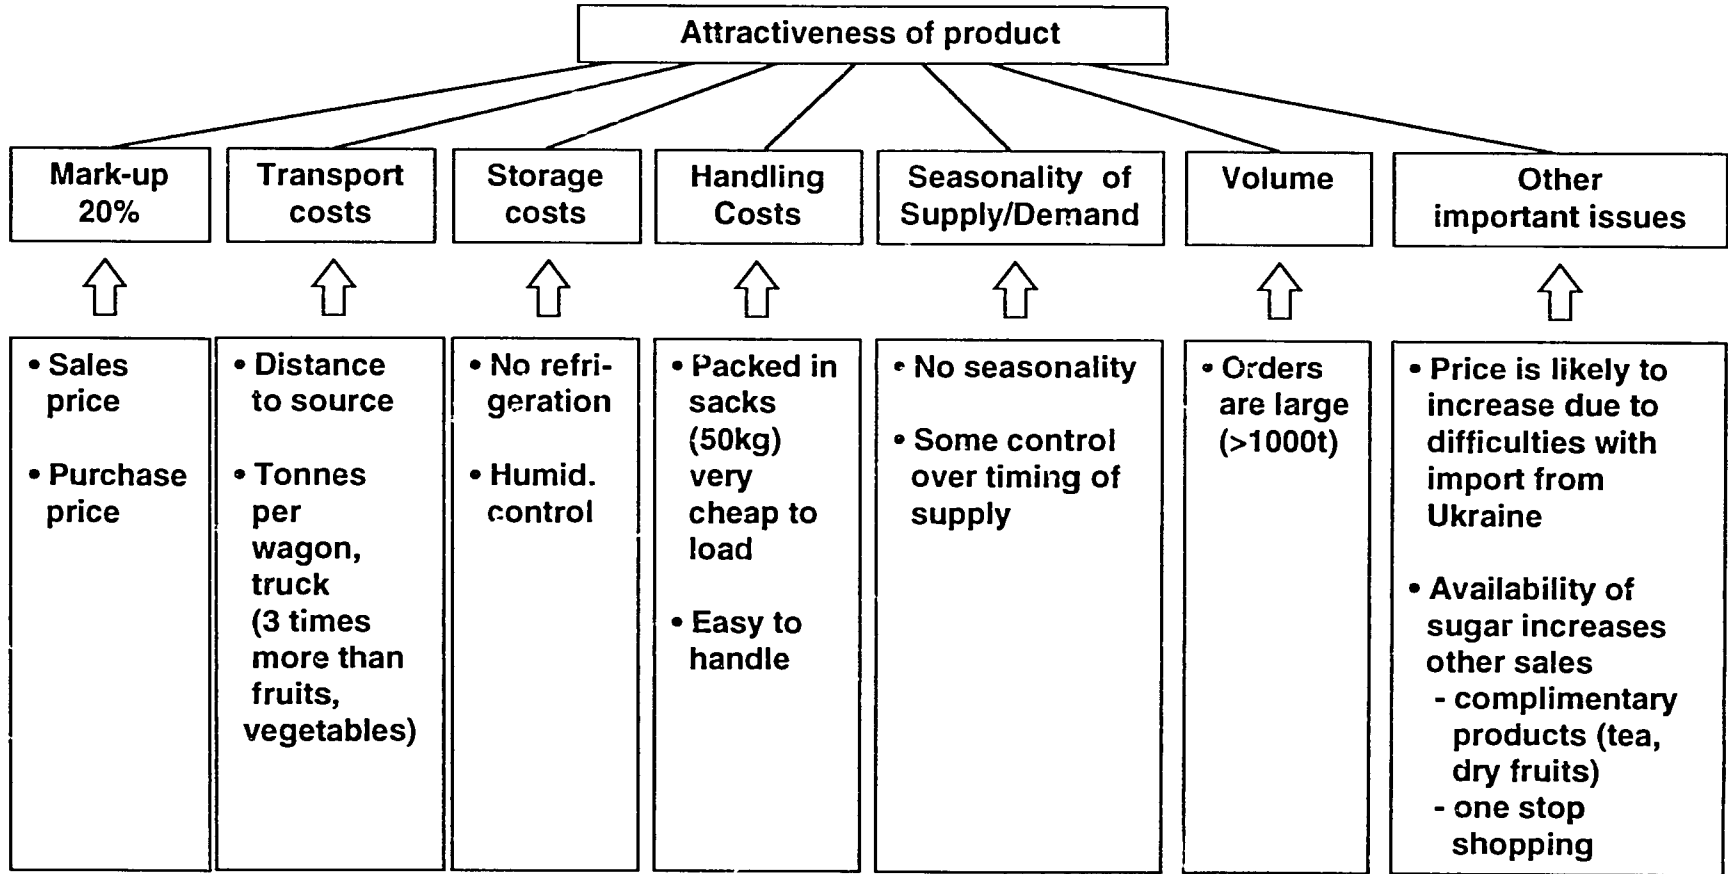 Attractiveness of product
Mark-up
20%
Transport
costs
Storage
costs
Handling
Costs
Seasonality of
Supply/Demand
Volume
Other
important issues
• Sales
price
• Purchase
price
• Distance
to source
• Tonnes
per
wagon,
truck
(3 times
more than
fruits,
vegetables)
• No refri-
geration
• Humid.
control
• Packed in
sacks
(50kg)
very
cheap to
load
• Easy to
handle
• No seasonality
• Some control
over timing of
supply
• Orders
are large
(>1000t)
• Price is likely to
increase due to
difficulties with
import from
Ukraine
• Availability of
sugar increases
other sales
- complimentary
products (tea,
dry fruits)
- one stop
shopping